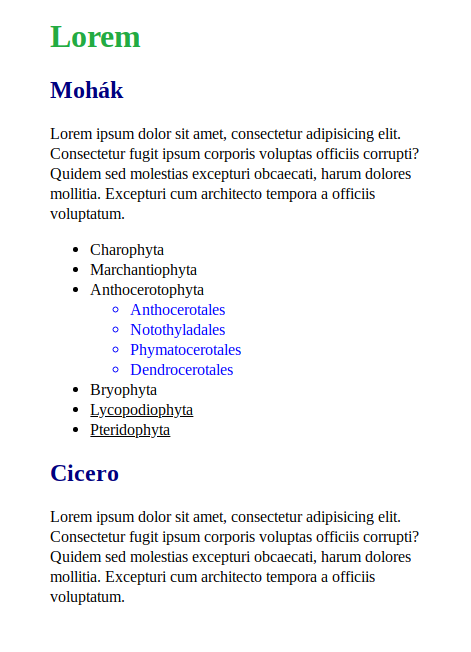 Lorem
Mohák
Lorem ipsum dolor sit amet, consectetur adipisicing elit.
Consectetur fugit ipsum corporis voluptas officiis corrupti?
Quidem sed molestias excepturi obcaecati, harum dolores
mollitia. Excepturi cum architecto tempora a officiis
voluptatum.
Charophyta
Marchantiophyta
Anthocerotophyta
Anthocerotales
Notothyladales
Phymatocerotales
Dendrocerotales
Bryophyta
Lycopodiophyta
Pteridophyta
Cicero
Lorem ipsum dolor sit amet, consectetur adipisicing elit.
Consectetur fugit ipsum corporis voluptas officiis corrupti?
Quidem sed molestias excepturi obcaecati, harum dolores
mollitia. Excepturi cum architecto tempora a officiis
voluptatum.